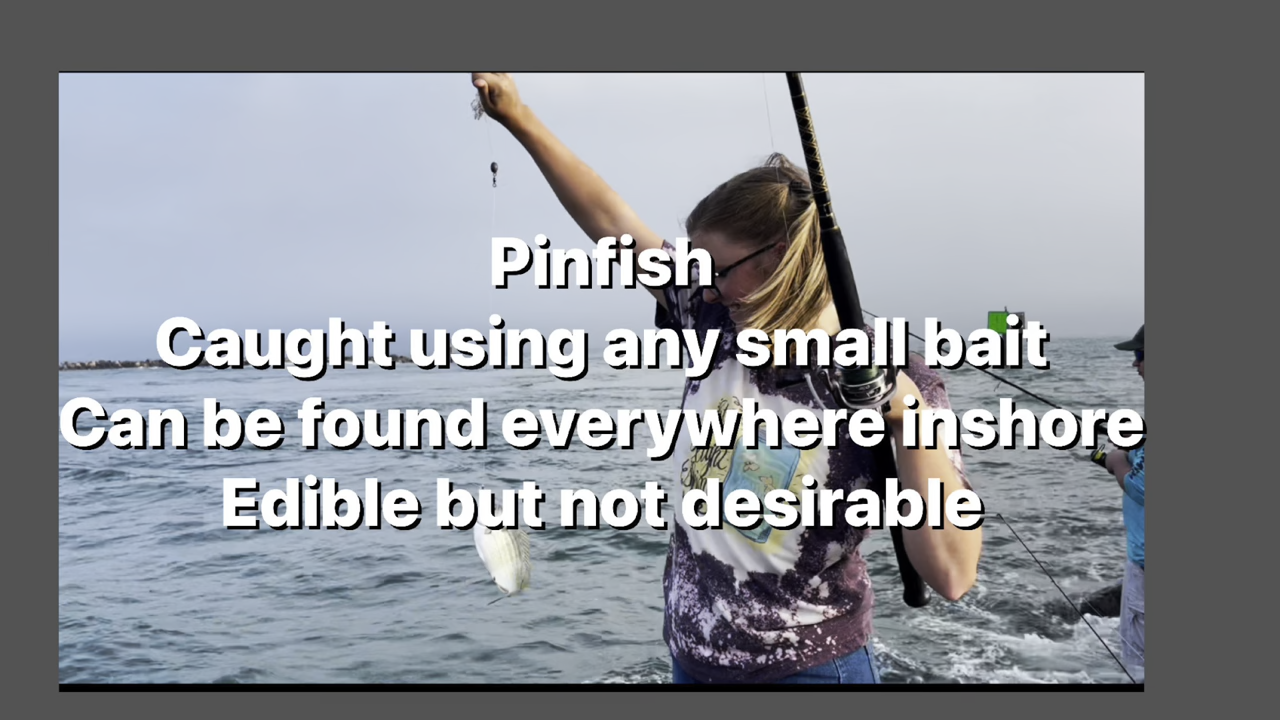 Pinfish
Caught using any small bait
Can be found everywhere inshore
Edible but not desirable